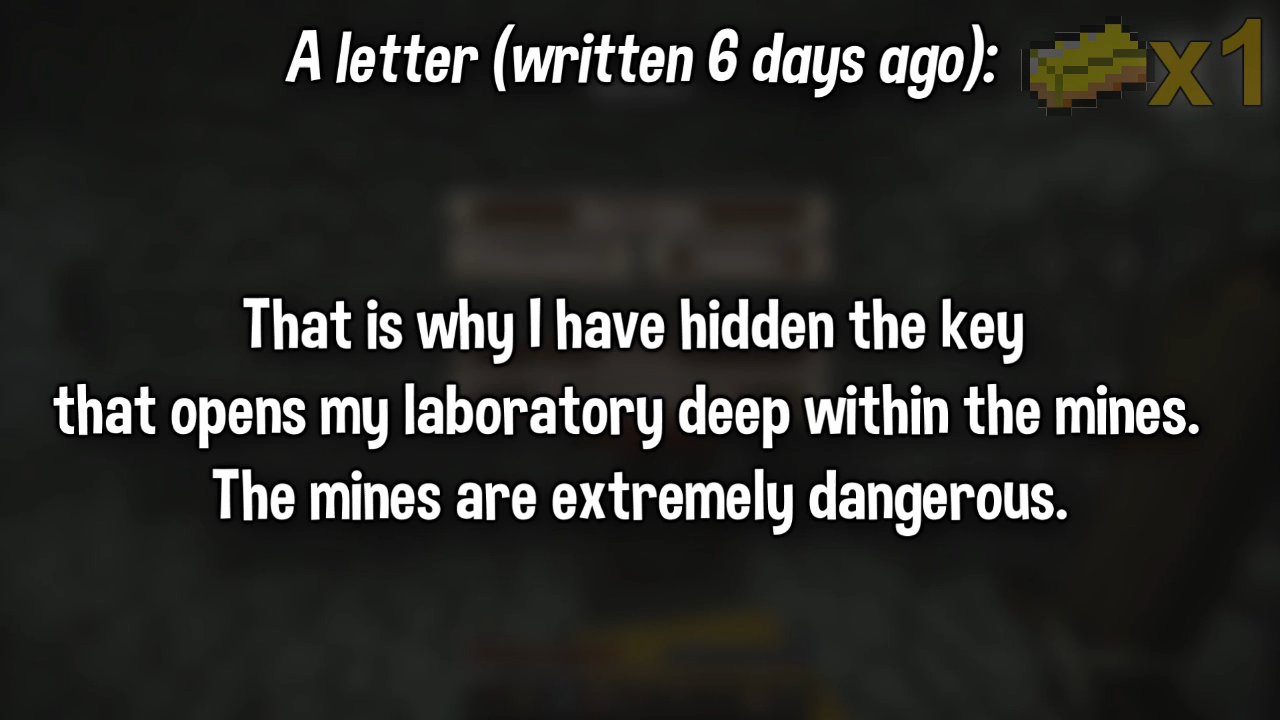 A letter (written 6 days ago):
x1
That is why I have hidden the key
that opens my laboratory deep within the mines.
The mines are extremely dangerous.